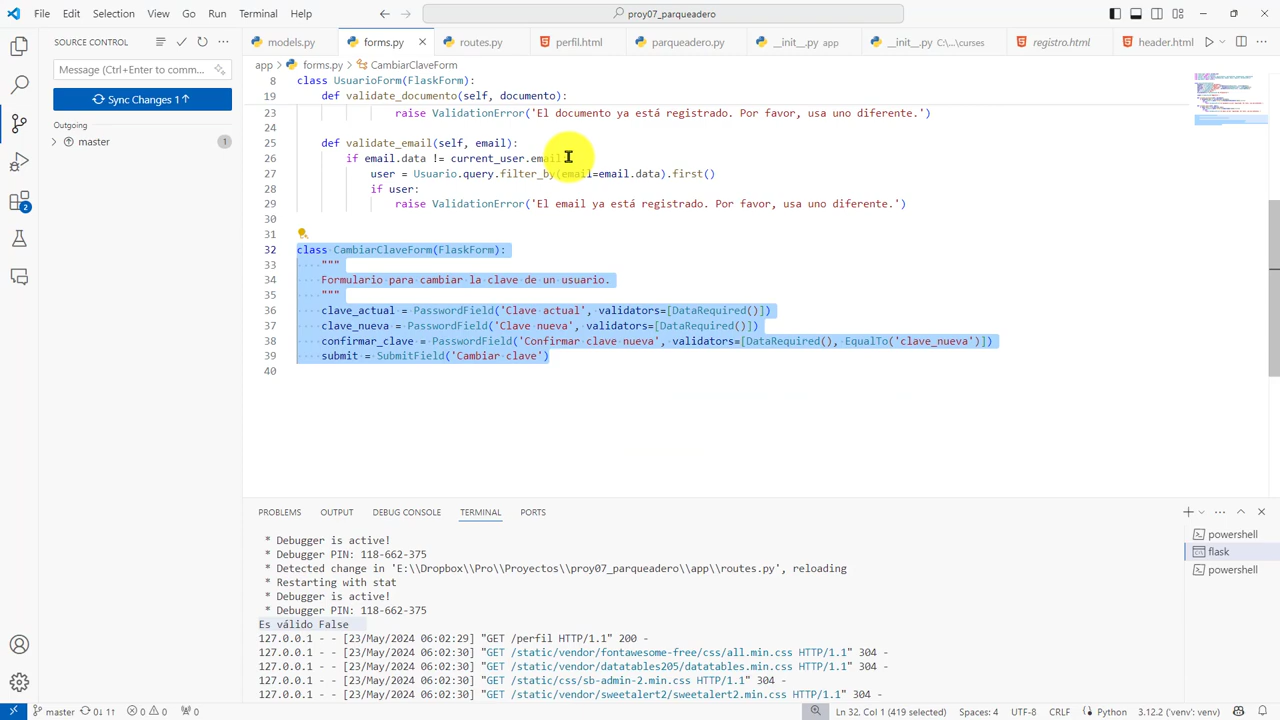 File Edit Selection View Go Run Terminal Help
proy07_parqueadero
SOURCE CONTROL
models.py forms.py routes.py perfil.html parqueadero.py __init__.py app __init__.py C:\...\curses registro.html header.html
Message (Ctrl+Enter to comm...
Sync Changes 1↑
Outgoing
master 1
2
app > forms.py > CambiarClaveForm
8 class UsuarioForm(FlaskForm):
19 def validate_documento(self, documento):
23 raise ValidationError('El documento ya está registrado. Por favor, usa uno diferente.')
24
25 def validate_email(self, email):
26 if email.data != current_user.email:
27 user = Usuario.query.filter_by(email=email.data).first()
28 if user:
29 raise ValidationError('El email ya está registrado. Por favor, usa uno diferente.')
30
31
32 class CambiarClaveForm(FlaskForm):
33 """
34 Formulario para cambiar la clave de un usuario.
35 """
36 clave_actual = PasswordField('Clave actual', validators=[DataRequired()])
37 clave_nueva = PasswordField('Clave nueva', validators=[DataRequired()])
38 confirmar_clave = PasswordField('Confirmar clave nueva', validators=[DataRequired(), EqualTo('clave_nueva')])
39 submit = SubmitField('Cambiar clave')
40
PROBLEMS OUTPUT DEBUG CONSOLE TERMINAL PORTS
* Debugger is active!
* Debugger PIN: 118-662-375
* Detected change in 'E:\\Dropbox\\Pro\\Proyectos\\proy07_parqueadero\\app\\routes.py', reloading
* Restarting with stat
* Debugger is active!
* Debugger PIN: 118-662-375
Es válido False
127.0.0.1 - - [23/May/2024 06:02:29] "GET /perfil HTTP/1.1" 200 -
127.0.0.1 - - [23/May/2024 06:02:30] "GET /static/vendor/fontawesome-free/css/all.min.css HTTP/1.1" 304 -
127.0.0.1 - - [23/May/2024 06:02:30] "GET /static/vendor/datatables205/datatables.min.css HTTP/1.1" 304 -
127.0.0.1 - - [23/May/2024 06:02:30] "GET /static/css/sb-admin-2.min.css HTTP/1.1" 304 -
127.0.0.1 - - [23/May/2024 06:02:30] "GET /static/vendor/sweetalert2/sweetalert2.min.css HTTP/1.1" 304 -
powershell
flask
powershell
master 0↓ 1↑ 0 0 0 Ln 32, Col 1 (419 selected) Spaces: 4 UTF-8 CRLF Python 3.12.2 ('venv': venv)